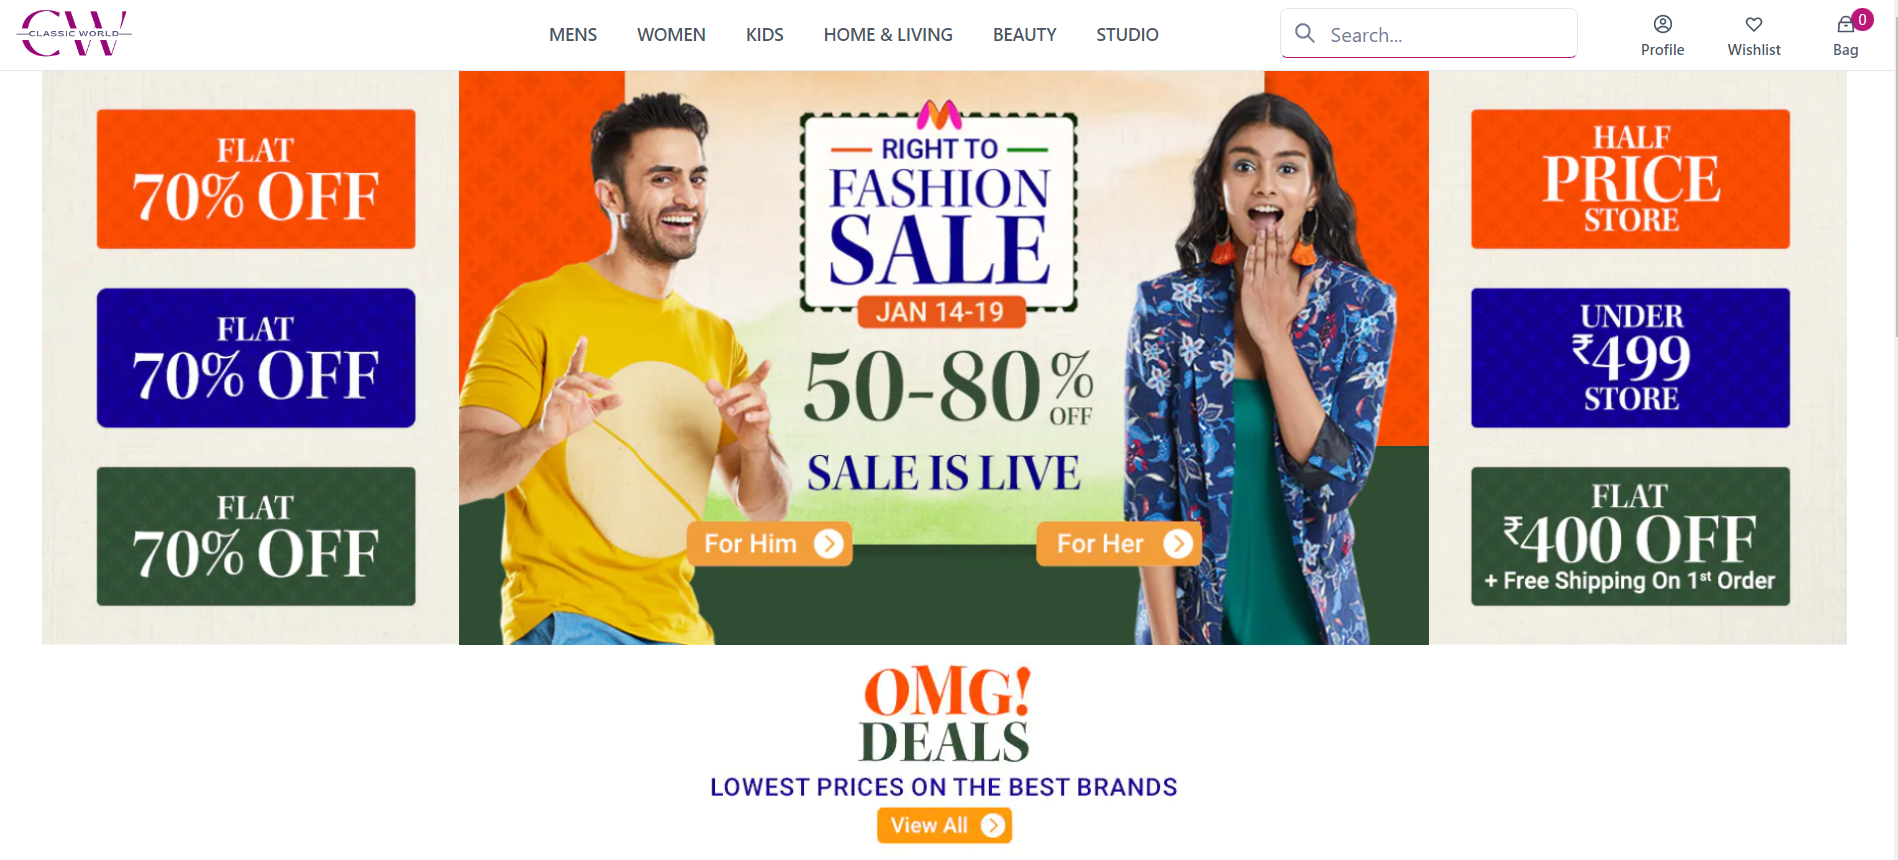 CW
CLASSIC WORLD
MENS
WOMEN
KIDS
HOME & LIVING
BEAUTY
STUDIO
Search...
Profile
Wishlist
0
Bag
FLAT
70% OFF
FLAT
70% OFF
FLAT
70% OFF
RIGHT TO
FASHION
SALE
JAN 14-19
50-80%
OFF
SALE IS LIVE
For Him
For Her
HALF
PRICE
STORE
UNDER
₹499
STORE
FLAT
₹400 OFF
+ Free Shipping On 1st Order
OMG!
DEALS
LOWEST PRICES ON THE BEST BRANDS
View All